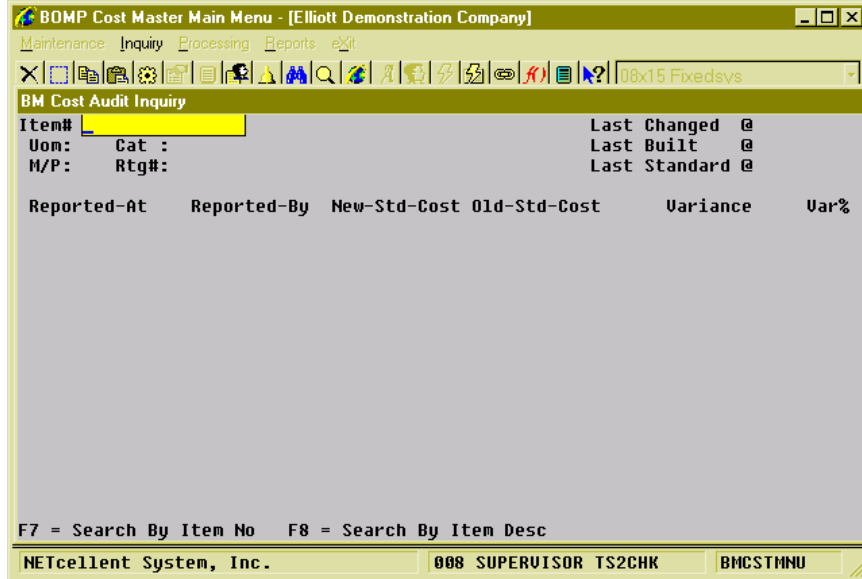 BOMP Cost Master Main Menu - [Elliott Demonstration Company]
Maintenance Inquiry Processing Reports eXit
08x15 Fixedsys
BM Cost Audit Inquiry
Item# Last Changed @
Uom: Cat : Last Built @
M/P: Rtg#: Last Standard @
Reported-At Reported-By New-Std-Cost Old-Std-Cost Variance Var%
F7 = Search By Item No F8 = Search By Item Desc
NETcellent System, Inc. 008 SUPERVISOR TS2CHK BMCSTMNU